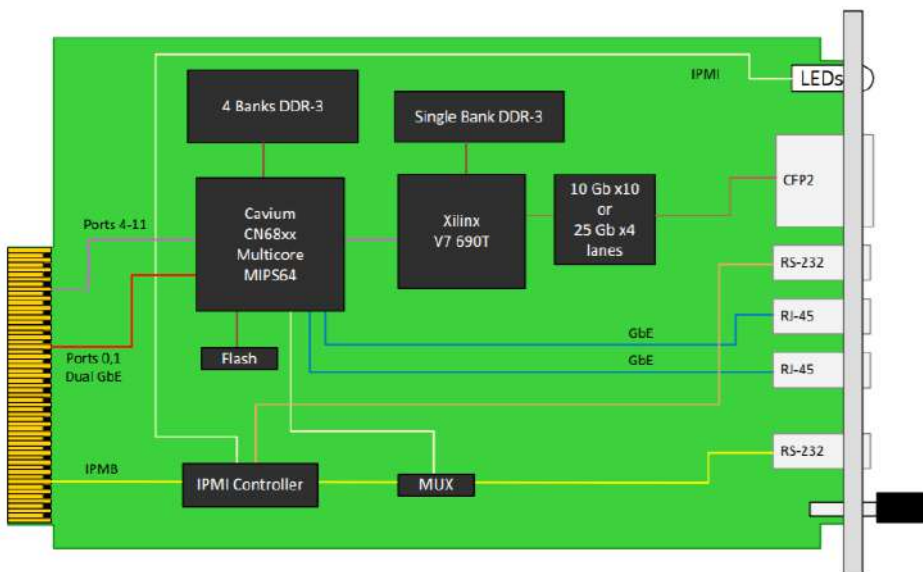 IPMI
LEDs
4 Banks DDR-3
Single Bank DDR-3
CFP2
10 Gb x10
or
25 Gb x4
lanes
Cavium
CN68xx
Multicore
MIPS64
Xilinx
V7 690T
Ports 4-11
RS-232
RJ-45
GbE
Flash
Ports 0,1
Dual GbE
GbE
RJ-45
RS-232
IPMB
IPMI Controller
MUX